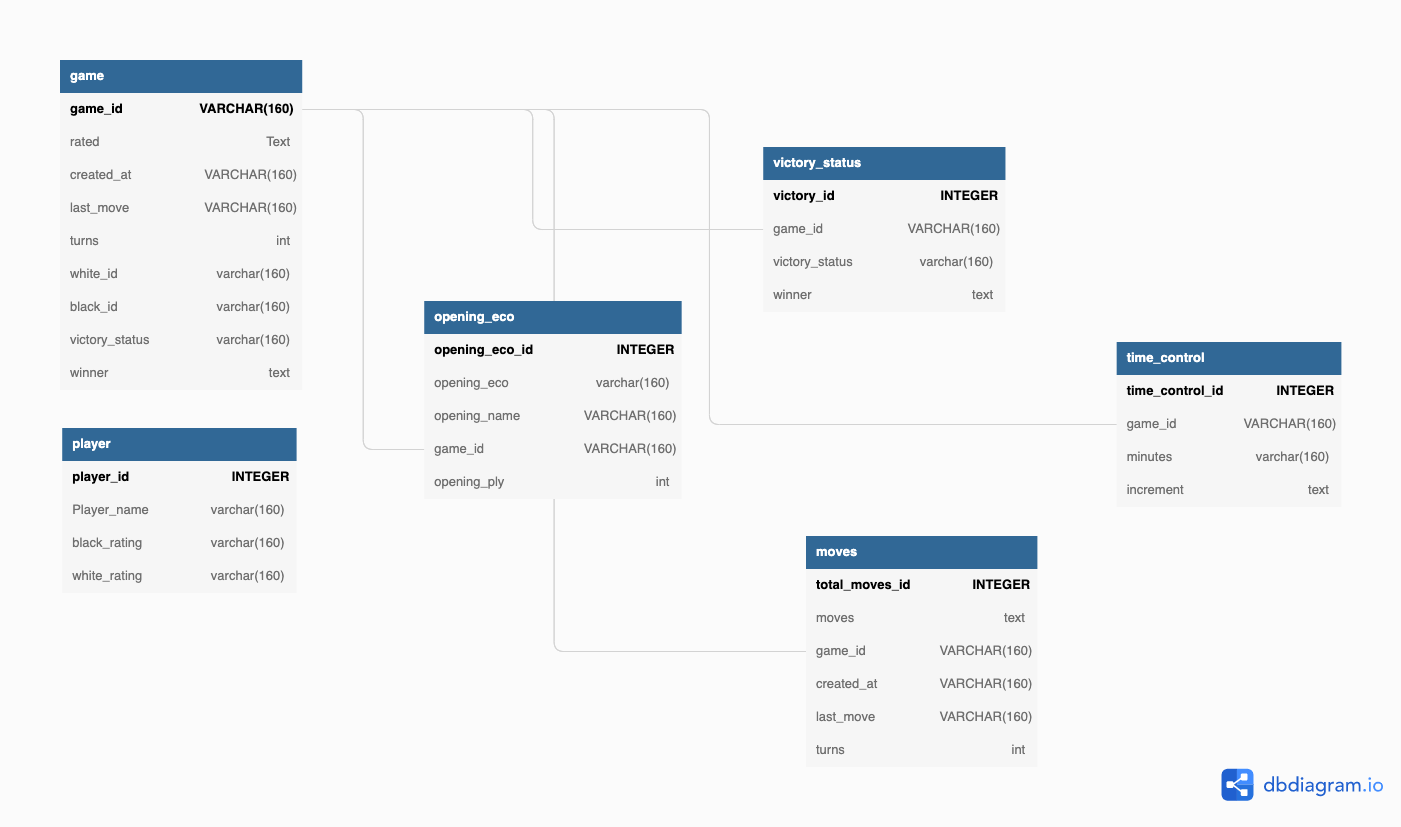 game
game_id VARCHAR(160)
rated Text
created_at VARCHAR(160)
last_move VARCHAR(160)
turns int
white_id varchar(160)
black_id varchar(160)
victory_status varchar(160)
winner text
player
player_id INTEGER
Player_name varchar(160)
black_rating varchar(160)
white_rating varchar(160)
opening_eco
opening_eco_id INTEGER
opening_eco varchar(160)
opening_name VARCHAR(160)
game_id VARCHAR(160)
opening_ply int
victory_status
victory_id INTEGER
game_id VARCHAR(160)
victory_status varchar(160)
winner text
time_control
time_control_id INTEGER
game_id VARCHAR(160)
minutes varchar(160)
increment text
moves
total_moves_id INTEGER
moves text
game_id VARCHAR(160)
created_at VARCHAR(160)
last_move VARCHAR(160)
turns int
dbdiagram.io